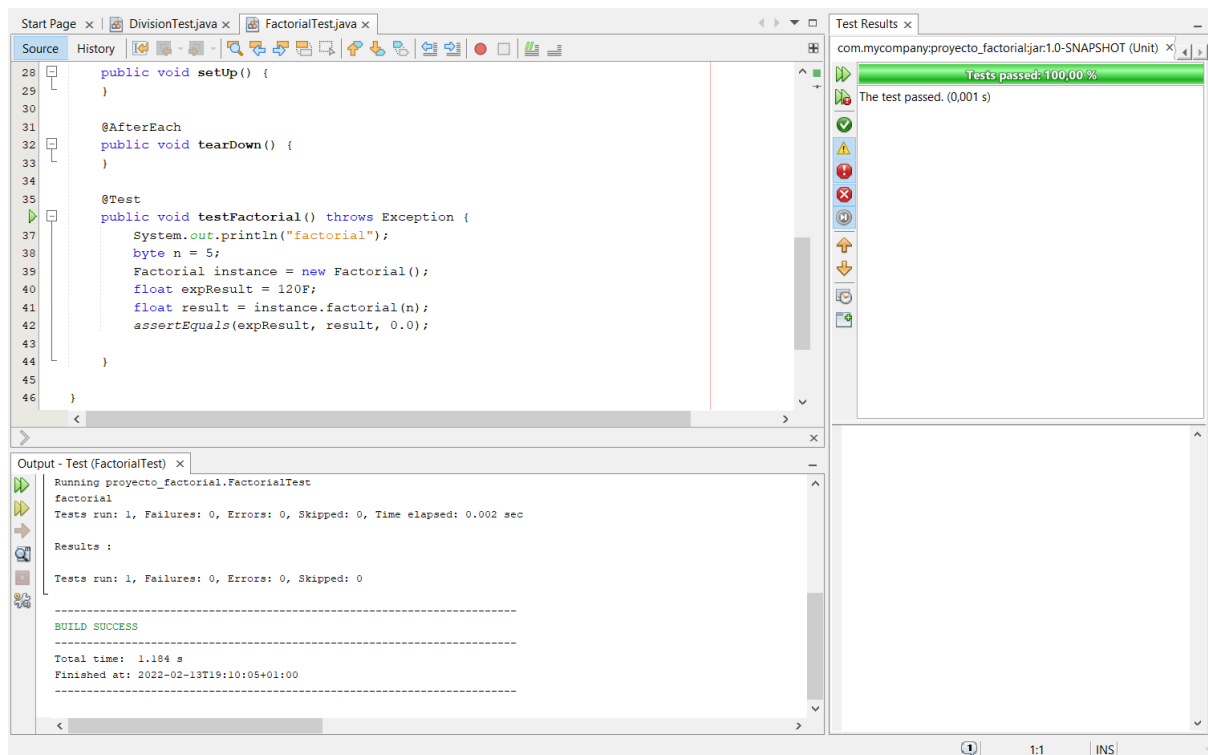 Start Page × DivisionTest.java × FactorialTest.java ×
Source History
28 public void setUp() {
29 }
30
31 @AfterEach
32 public void tearDown() {
33 }
34
35 @Test
public void testFactorial() throws Exception {
37 System.out.println("factorial");
38 byte n = 5;
39 Factorial instance = new Factorial();
40 float expResult = 120F;
41 float result = instance.factorial(n);
42 assertEquals(expResult, result, 0.0);
43
44 }
45
46 }
Output - Test (FactorialTest) ×
Running proyecto_factorial.FactorialTest
factorial
Tests run: 1, Failures: 0, Errors: 0, Skipped: 0, Time elapsed: 0.002 sec
Results :
Tests run: 1, Failures: 0, Errors: 0, Skipped: 0
------------------------------------------------------------------------
BUILD SUCCESS
------------------------------------------------------------------------
Total time: 1.184 s
Finished at: 2022-02-13T19:10:05+01:00
------------------------------------------------------------------------
Test Results ×
com.mycompany:proyecto_factorial:jar:1.0-SNAPSHOT (Unit) ×
Tests passed: 100,00 %
The test passed. (0,001 s)
1 1:1 INS